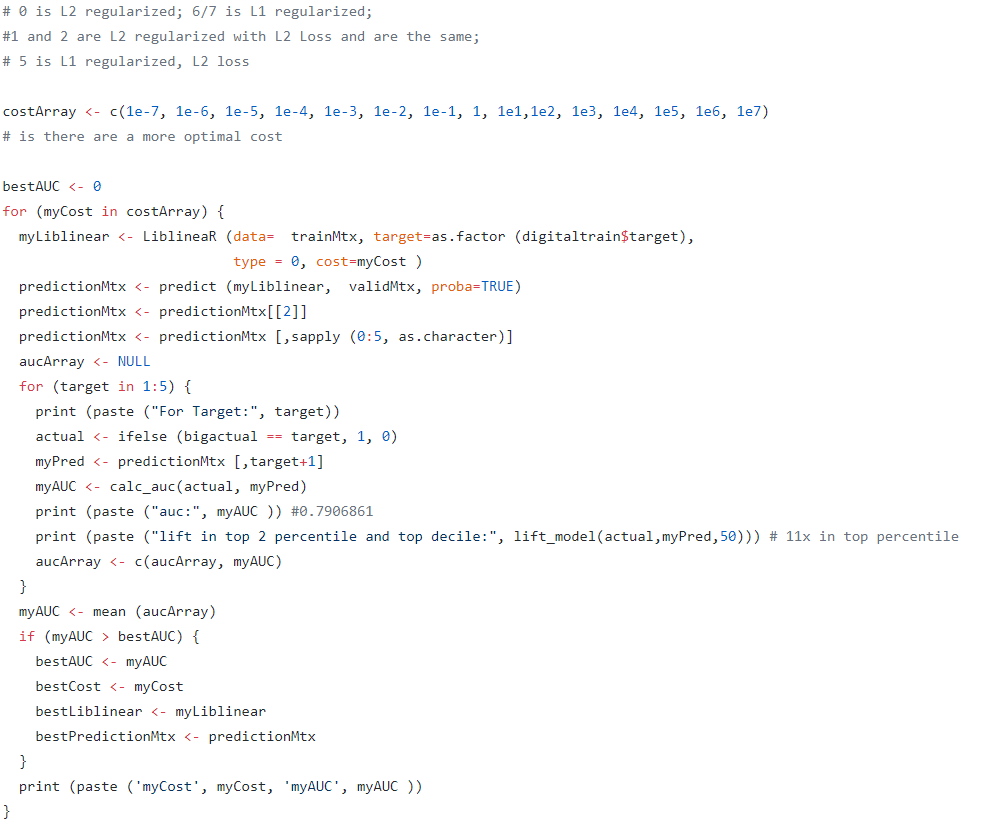 # 0 is L2 regularized; 6/7 is L1 regularized;
#1 and 2 are L2 regularized with L2 Loss and are the same;
# 5 is L1 regularized, L2 loss
costArray <- c(1e-7, 1e-6, 1e-5, 1e-4, 1e-3, 1e-2, 1e-1, 1, 1e1,1e2, 1e3, 1e4, 1e5, 1e6, 1e7)
# is there are a more optimal cost
bestAUC <- 0
for (myCost in costArray) {
  myLiblinear <- LiblineaR (data=  trainMtx, target=as.factor (digitaltrain$target),
                            type = 0, cost=myCost )
  predictionMtx <- predict (myLiblinear,  validMtx, proba=TRUE)
  predictionMtx <- predictionMtx[[2]]
  predictionMtx <- predictionMtx [,sapply (0:5, as.character)]
  aucArray <- NULL
  for (target in 1:5) {
    print (paste ("For Target:", target))
    actual <- ifelse (bigactual == target, 1, 0)
    myPred <- predictionMtx [,target+1]
    myAUC <- calc_auc(actual, myPred)
    print (paste ("auc:", myAUC )) #0.7906861
    print (paste ("lift in top 2 percentile and top decile:", lift_model(actual,myPred,50))) # 11x in top percentile
    aucArray <- c(aucArray, myAUC)
  }
  myAUC <- mean (aucArray)
  if (myAUC > bestAUC) {
    bestAUC <- myAUC
    bestCost <- myCost
    bestLiblinear <- myLiblinear
    bestPredictionMtx <- predictionMtx
  }
  print (paste ('myCost', myCost, 'myAUC', myAUC ))
}